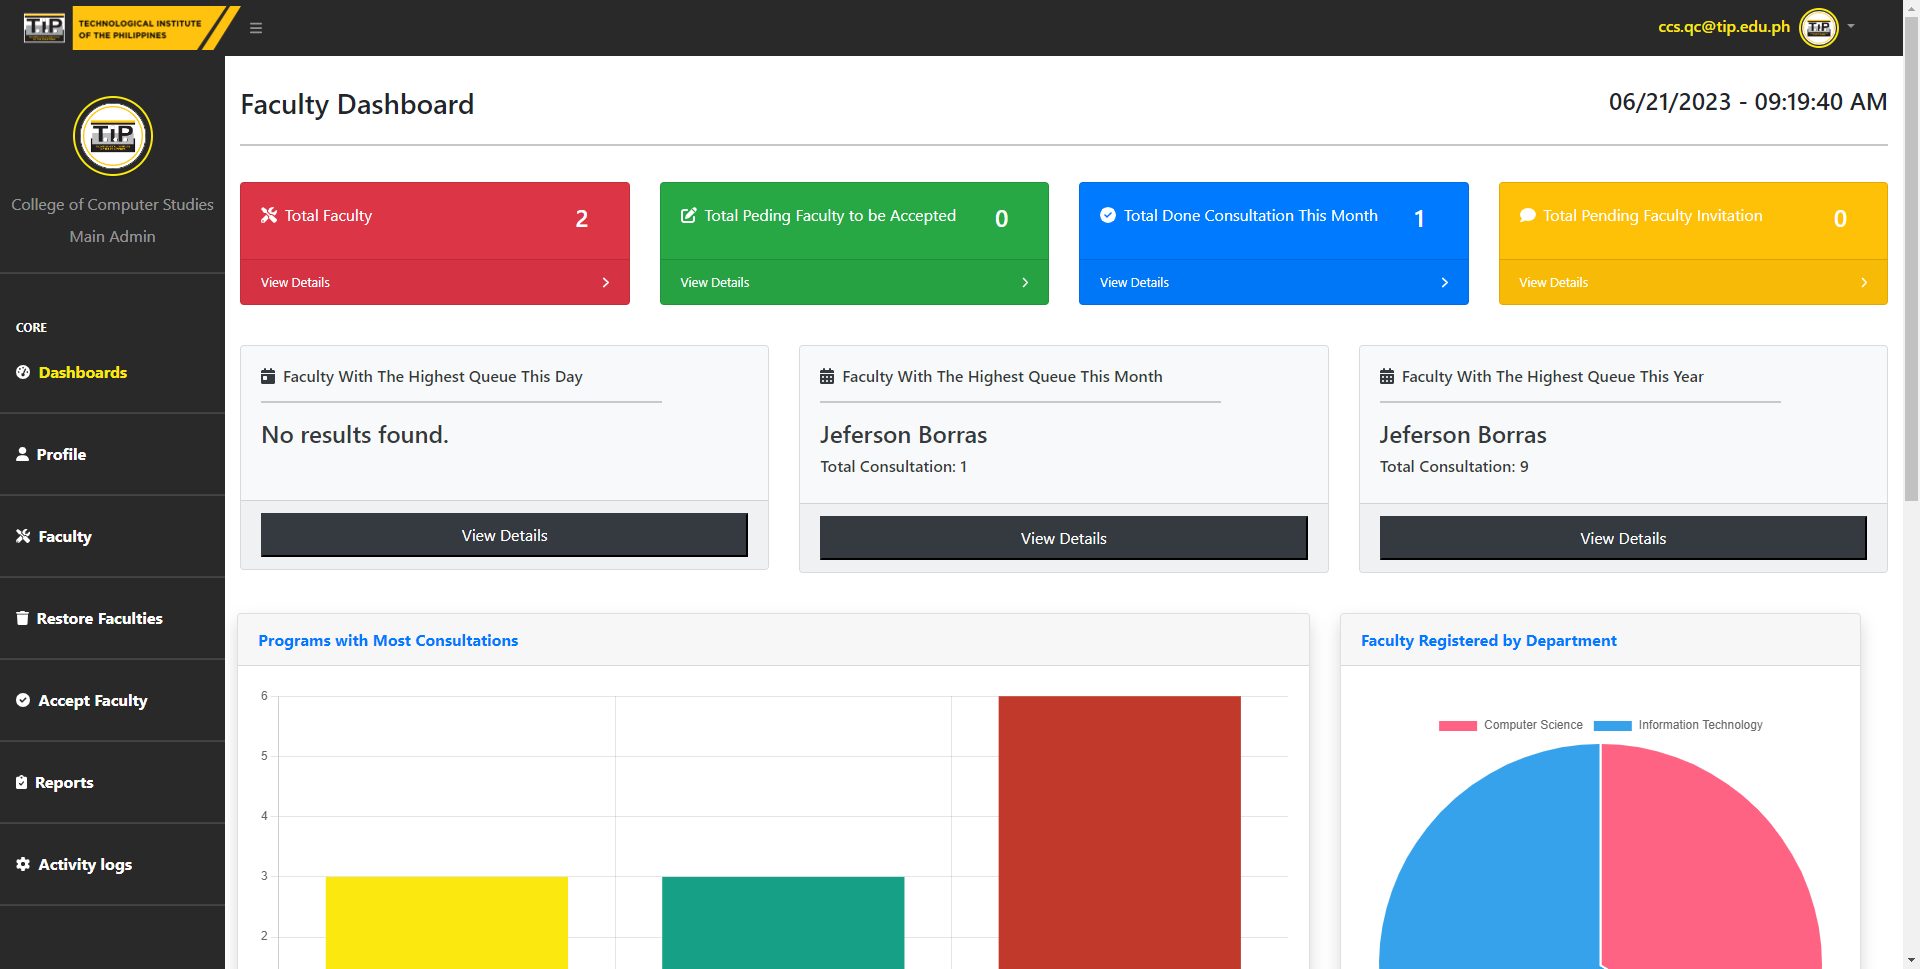 TIP
TECHNOLOGICAL INSTITUTE
OF THE PHILIPPINES
ccs.qc@tip.edu.ph
TIP
TIP
College of Computer Studies
Main Admin
CORE
Dashboards
Profile
Faculty
Restore Faculties
Accept Faculty
Reports
Activity logs
Faculty Dashboard
06/21/2023 - 09:19:40 AM
Total Faculty 2
View Details
Total Peding Faculty to be Accepted 0
View Details
Total Done Consultation This Month 1
View Details
Total Pending Faculty Invitation 0
View Details
Faculty With The Highest Queue This Day
No results found.
View Details
Faculty With The Highest Queue This Month
Jeferson Borras
Total Consultation: 1
View Details
Faculty With The Highest Queue This Year
Jeferson Borras
Total Consultation: 9
View Details
Programs with Most Consultations
6
5
4
3
2
Faculty Registered by Department
Computer Science
Information Technology